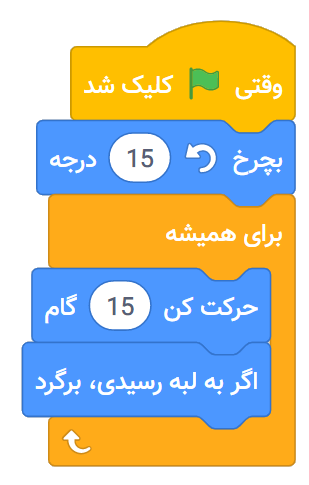 وقتی کلیک شد
بچرخ 15 درجه
برای همیشه
حرکت کن 15 گام
اگر به لبه رسیدی، برگرد